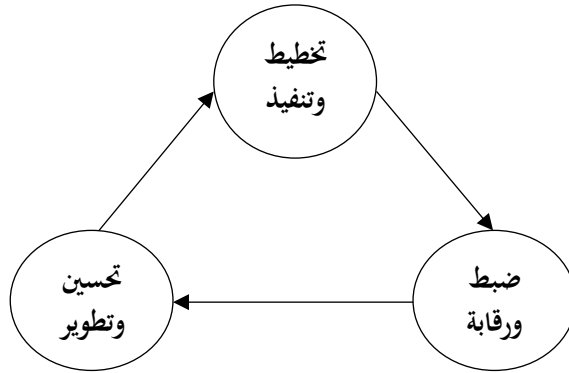 تخطيط
وتنفيذ
ضبط
ورقابة
تحسين
وتطوير